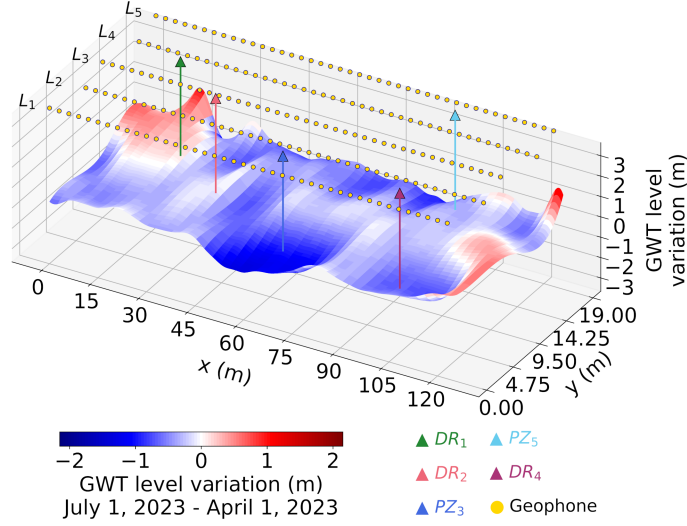 L5
L4
L3
L2
L1
3
2
1
0
−1
−2
−3
GWT level
variation (m)
0
15
30
45
60
75
90
105
120
x (m)
0.00
4.75
9.50
14.25
19.00
y (m)
−2 −1 0 1 2
GWT level variation (m)
July 1, 2023 - April 1, 2023
DR1 PZ5
DR2 DR4
PZ3 Geophone